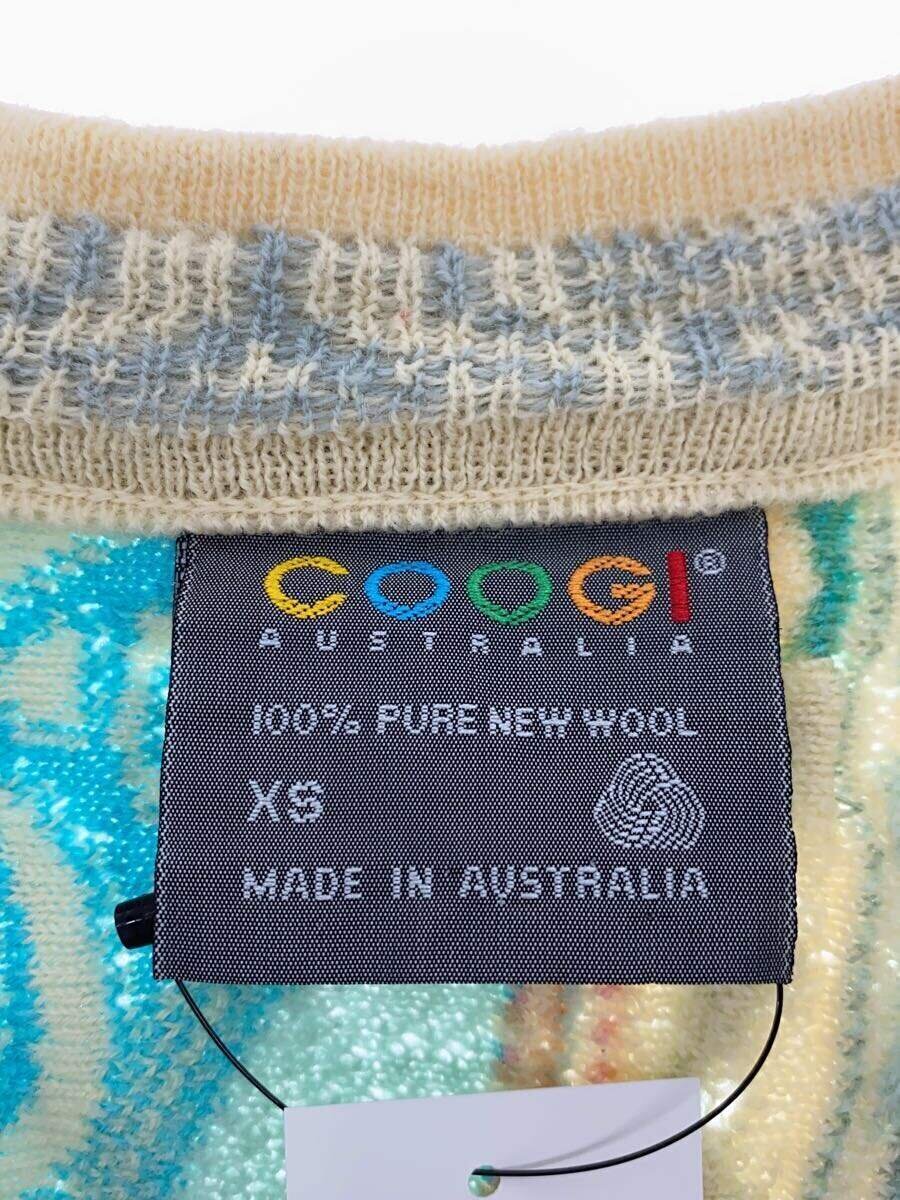 COOGI®
AUSTRALIA
100% PURE NEW WOOL
XS
MADE IN AUSTRALIA